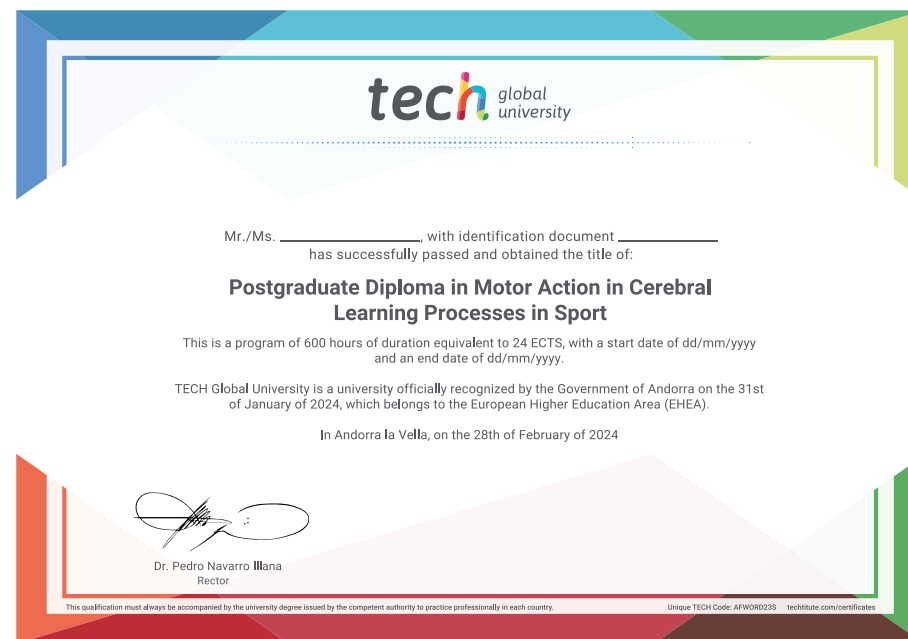 tech global
university
Mr./Ms. ____________, with identification document ____________
has successfully passed and obtained the title of:
Postgraduate Diploma in Motor Action in Cerebral
Learning Processes in Sport
This is a program of 600 hours of duration equivalent to 24 ECTS, with a start date of dd/mm/yyyy
and an end date of dd/mm/yyyy.
TECH Global University is a university officially recognized by the Government of Andorra on the 31st
of January of 2024, which belongs to the European Higher Education Area (EHEA).
In Andorra la Vella, on the 28th of February of 2024
Dr. Pedro Navarro Illana
Rector
This qualification must always be accompanied by the university degree issued by the competent authority to practice professionally in each country. Unique TECH Code: AFWORD23S techtitute.com/certificates